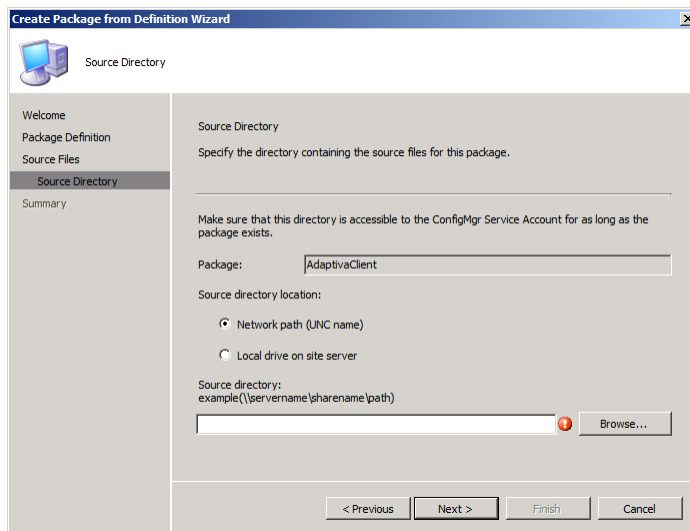 Create Package from Definition Wizard
Source Directory
Welcome
Package Definition
Source Files
Source Directory
Summary
Source Directory
Specify the directory containing the source files for this package.
Make sure that this directory is accessible to the ConfigMgr Service Account for as long as the
package exists.
Package: AdaptivaClient
Source directory location:
Network path (UNC name)
Local drive on site server
Source directory:
example(\\servername\sharename\path)
Browse...
< Previous Next > Finish Cancel